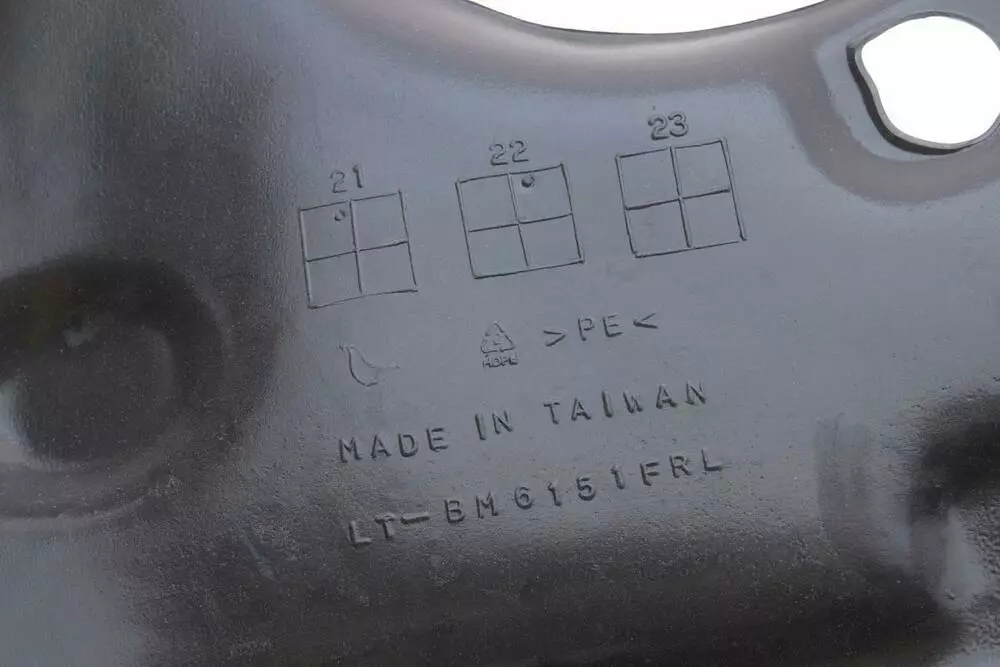 21 22 23
HDPE >PE<
MADE IN TAIWAN
LT-BM6151FRL